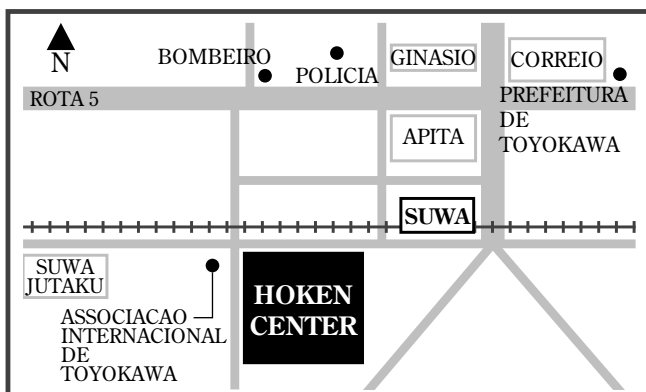 N
BOMBEIRO
POLICIA
GINASIO
CORREIO
ROTA 5
PREFEITURA
DE
TOYOKAWA
APITA
SUWA
SUWA
JUTAKU
HOKEN
CENTER
ASSOCIACAO
INTERNACIONAL
DE
TOYOKAWA